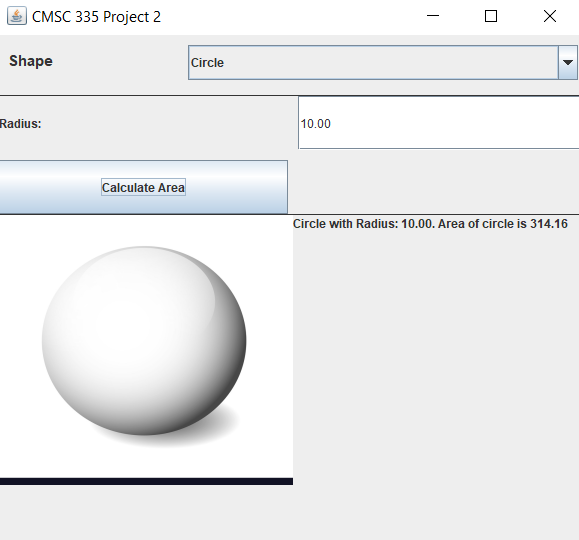 CMSC 335 Project 2
Shape
Circle
Radius:
10.00
Calculate Area
Circle with Radius: 10.00. Area of circle is 314.16